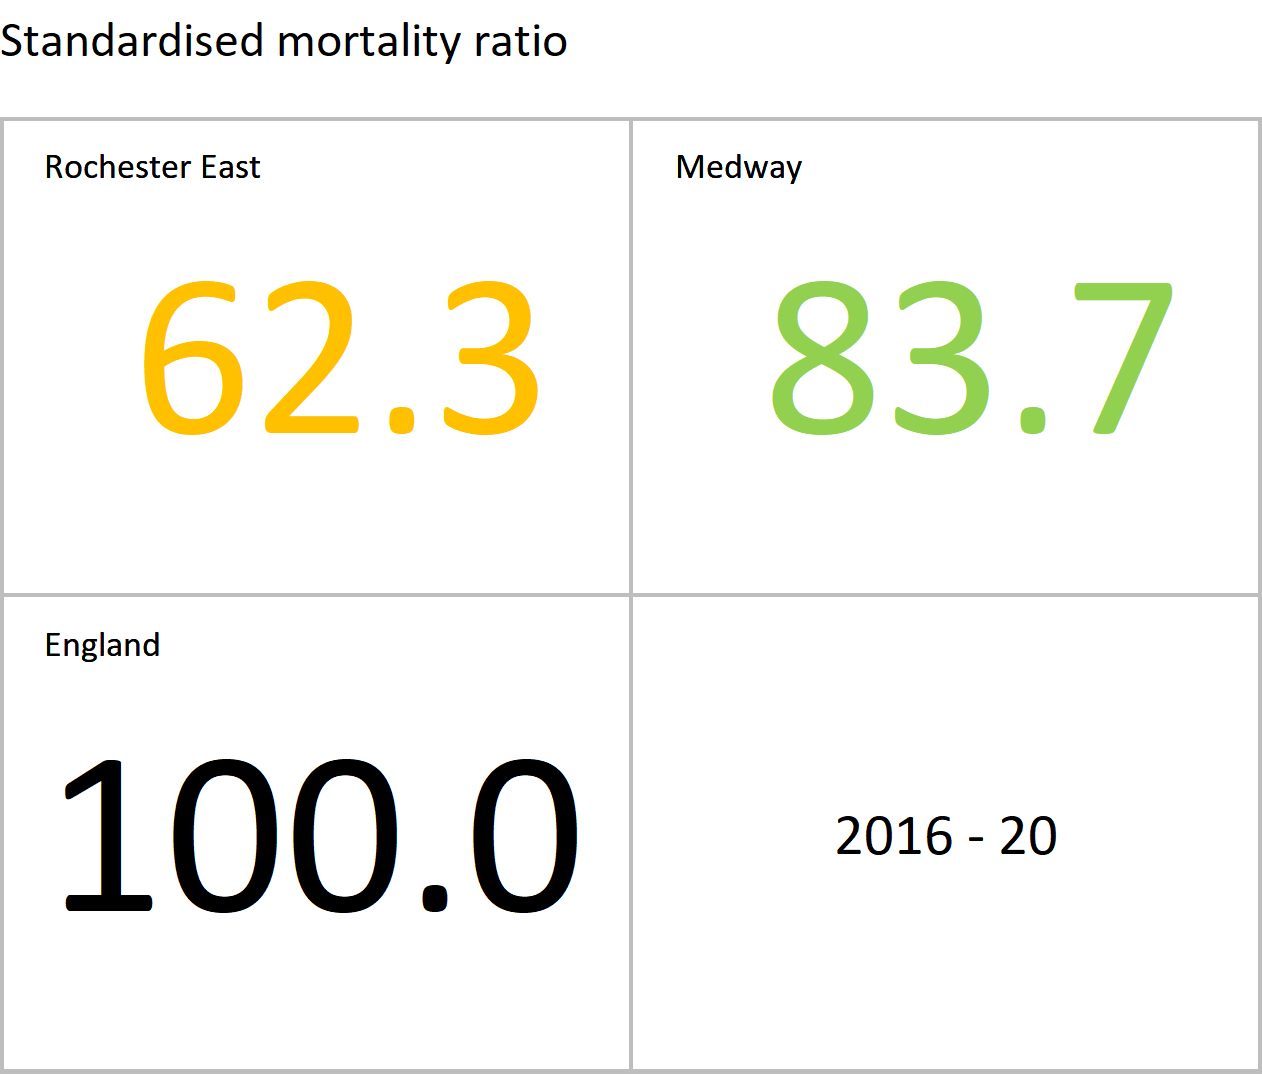 Standardised mortality ratio
Rochester East
62.3
Medway
83.7
England
100.0
2016 - 20